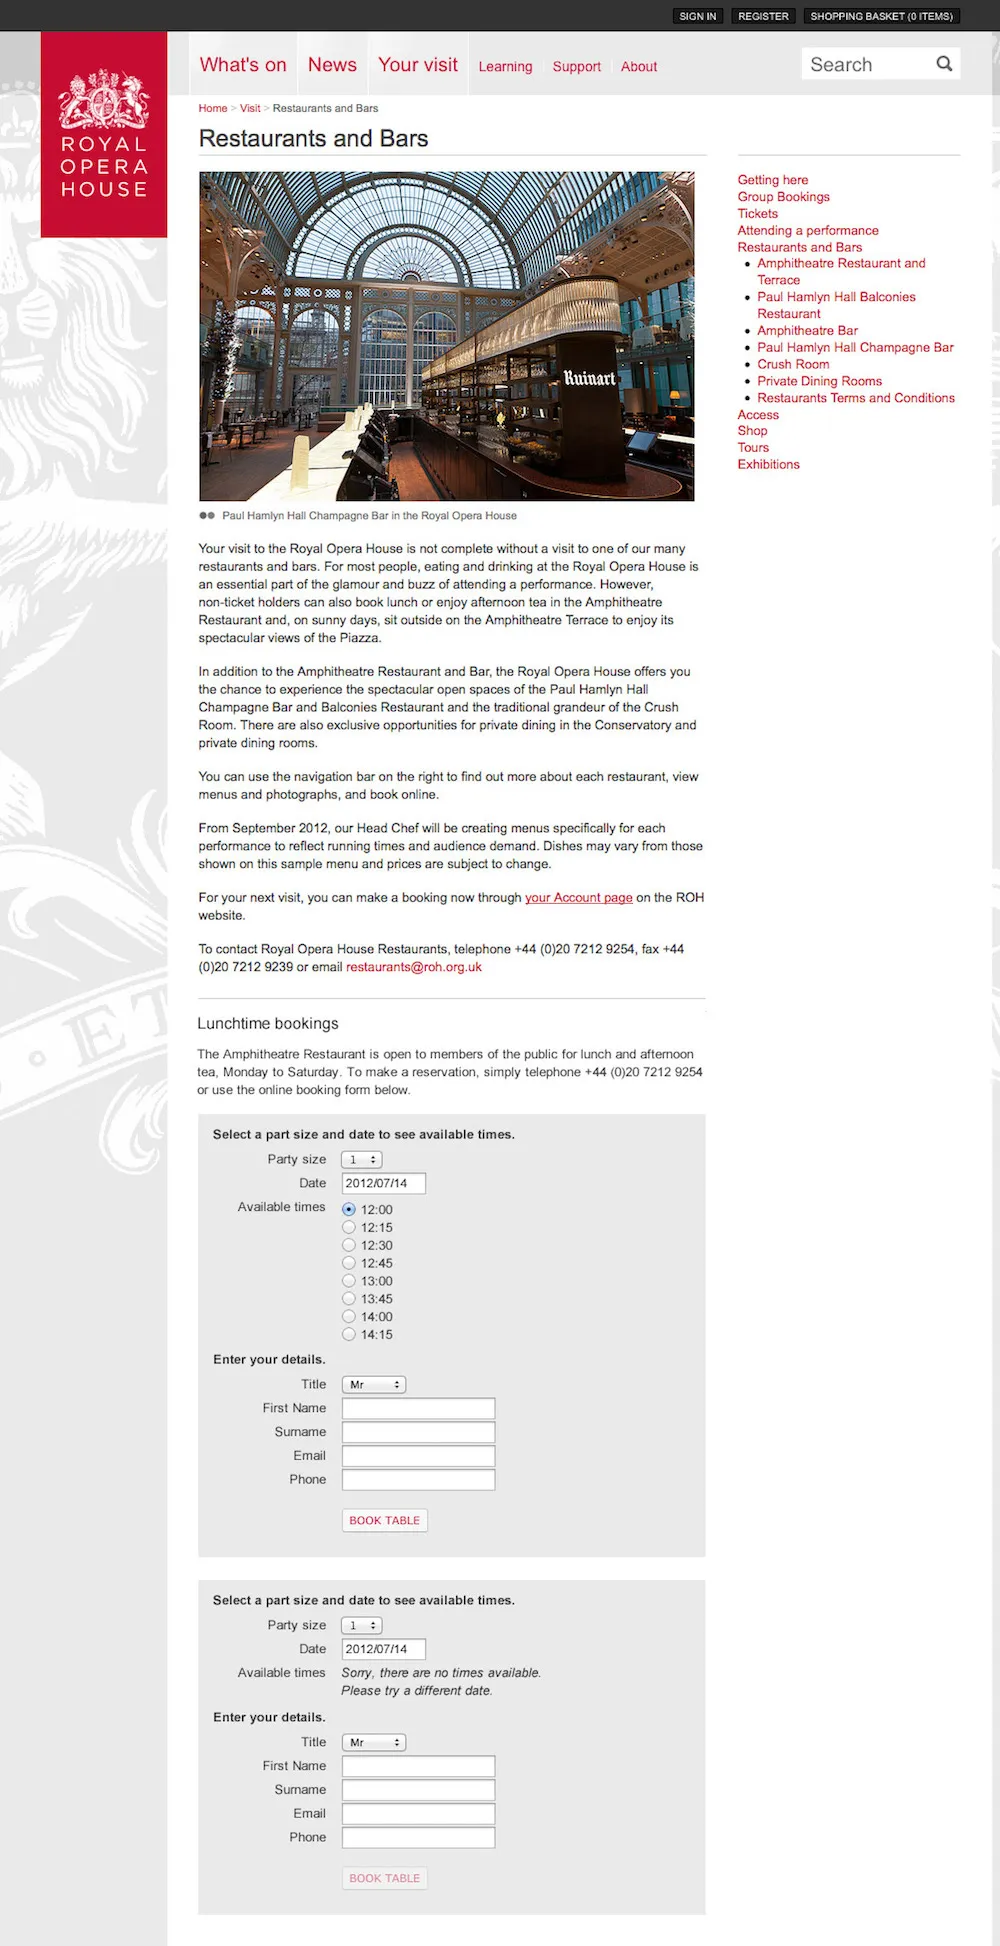 SIGN IN REGISTER SHOPPING BASKET (0 ITEMS)
ROYAL
OPERA
HOUSE
What's on News Your visit Learning Support About Search
Home > Visit > Restaurants and Bars
Restaurants and Bars
Ruinart
Paul Hamlyn Hall Champagne Bar in the Royal Opera House
Your visit to the Royal Opera House is not complete without a visit to one of our many
restaurants and bars. For most people, eating and drinking at the Royal Opera House is
an essential part of the glamour and buzz of attending a performance. However,
non-ticket holders can also book lunch or enjoy afternoon tea in the Amphitheatre
Restaurant and, on sunny days, sit outside on the Amphitheatre Terrace to enjoy its
spectacular views of the Piazza.
In addition to the Amphitheatre Restaurant and Bar, the Royal Opera House offers you
the chance to experience the spectacular open spaces of the Paul Hamlyn Hall
Champagne Bar and Balconies Restaurant and the traditional grandeur of the Crush
Room. There are also exclusive opportunities for private dining in the Conservatory and
private dining rooms.
You can use the navigation bar on the right to find out more about each restaurant, view
menus and photographs, and book online.
From September 2012, our Head Chef will be creating menus specifically for each
performance to reflect running times and audience demand. Dishes may vary from those
shown on this sample menu and prices are subject to change.
For your next visit, you can make a booking now through your Account page on the ROH
website.
To contact Royal Opera House Restaurants, telephone +44 (0)20 7212 9254, fax +44
(0)20 7212 9239 or email restaurants@roh.org.uk
Getting here
Group Bookings
Tickets
Attending a performance
Restaurants and Bars
Amphitheatre Restaurant and
Terrace
Paul Hamlyn Hall Balconies
Restaurant
Amphitheatre Bar
Paul Hamlyn Hall Champagne Bar
Crush Room
Private Dining Rooms
Restaurants Terms and Conditions
Access
Shop
Tours
Exhibitions
ET
Lunchtime bookings
The Amphitheatre Restaurant is open to members of the public for lunch and afternoon
tea, Monday to Saturday. To make a reservation, simply telephone +44 (0)20 7212 9254
or use the online booking form below.
Select a part size and date to see available times.
Party size 1
Date 2012/07/14
Available times 12:00
12:15
12:30
12:45
13:00
13:45
14:00
14:15
Enter your details.
Title Mr
First Name
Surname
Email
Phone
BOOK TABLE
Select a part size and date to see available times.
Party size 1
Date 2012/07/14
Available times Sorry, there are no times available.
Please try a different date.
Enter your details.
Title Mr
First Name
Surname
Email
Phone
BOOK TABLE